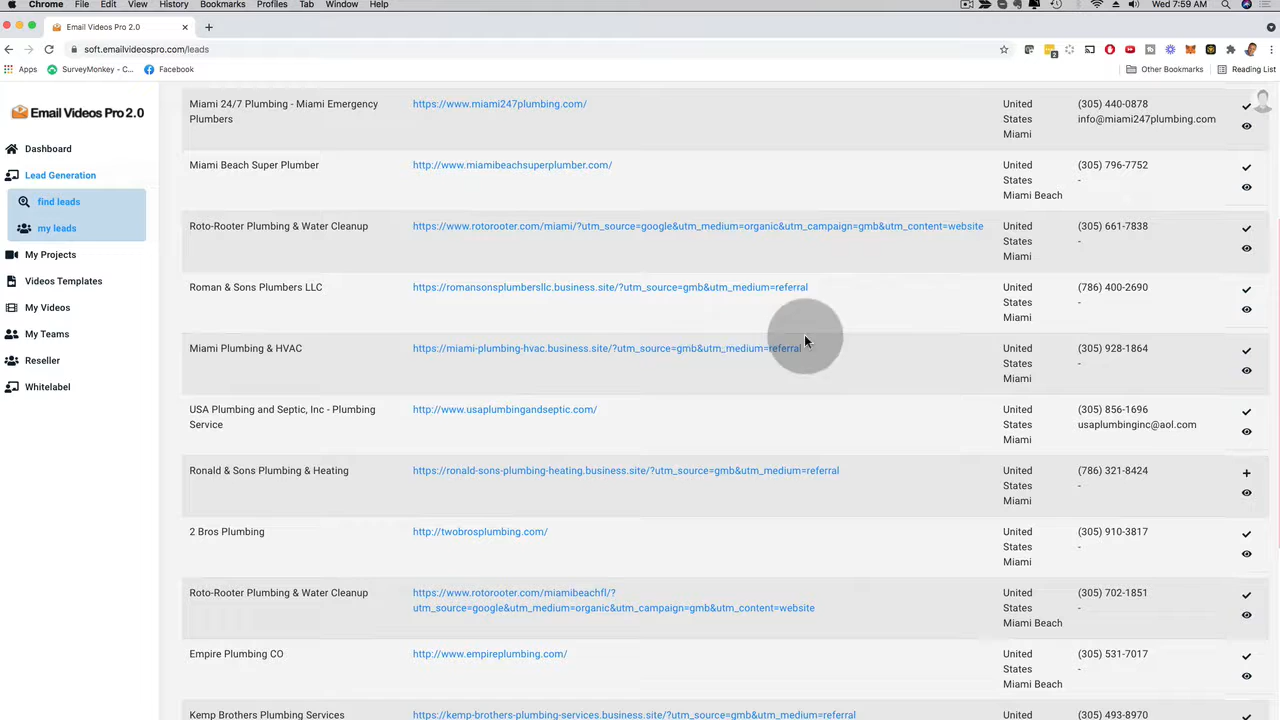 Chrome File Edit View History Bookmarks Profiles Tab Window Help Wed 7:59 AM
Email Videos Pro 2.0
soft.emailvideospro.com/leads
Apps SurveyMonkey - C... Facebook Other Bookmarks Reading List
Email Videos Pro 2.0
Dashboard
Lead Generation
find leads
my leads
My Projects
Videos Templates
My Videos
My Teams
Reseller
Whitelabel
Miami 24/7 Plumbing - Miami Emergency https://www.miami247plumbing.com/ United (305) 440-0878
Plumbers States info@miami247plumbing.com
Miami
Miami Beach Super Plumber http://www.miamibeachsuperplumber.com/ United (305) 796-7752
States -
Miami Beach
Roto-Rooter Plumbing & Water Cleanup https://www.rotorooter.com/miami/?utm_source=google&utm_medium=organic&utm_campaign=gmb&utm_content=website United (305) 661-7838
States -
Miami
Roman & Sons Plumbers LLC https://romansonsplumbersllc.business.site/?utm_source=gmb&utm_medium=referral United (786) 400-2690
States -
Miami
Miami Plumbing & HVAC https://miami-plumbing-hvac.business.site/?utm_source=gmb&utm_medium=referral United (305) 928-1864
States -
Miami
USA Plumbing and Septic, Inc - Plumbing http://www.usaplumbingandseptic.com/ United (305) 856-1696
Service States usaplumbinginc@aol.com
Miami
Ronald & Sons Plumbing & Heating https://ronald-sons-plumbing-heating.business.site/?utm_source=gmb&utm_medium=referral United (786) 321-8424
States -
Miami
2 Bros Plumbing http://twobrosplumbing.com/ United (305) 910-3817
States -
Miami
Roto-Rooter Plumbing & Water Cleanup https://www.rotorooter.com/miamibeachfl/? United (305) 702-1851
utm_source=google&utm_medium=organic&utm_campaign=gmb&utm_content=website States -
Miami Beach
Empire Plumbing CO http://www.empireplumbing.com/ United (305) 531-7017
States -
Miami Beach
Kemp Brothers Plumbing Services https://kemp-brothers-plumbing-services.business.site/?utm_source=gmb&utm_medium=referral United (305) 493-8970